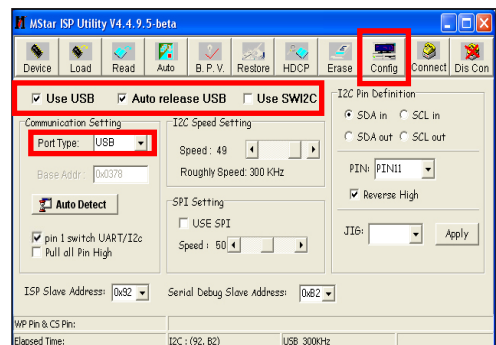 MStar ISP Utility V4.4.9.5-beta
Device Load Read Auto B. P. V. Restore HDCP Erase Config Connect Dis Con
Use USB Auto release USB Use SWI2C
Communication Setting
Port Type: USB
Base Addr: 0x0378
Auto Detect
pin 1 switch UART/I2c
Pull all Pin High
I2C Speed Setting
Speed: 49
Roughly Speed: 300 KHz
SPI Setting
USE SPI
Speed: 50
I2C Pin Definition
SDA in SCL in
SDA out SCL out
PIN: PIN11
Reverse High
JIG: Apply
ISP Slave Address: 0x92 Serial Debug Slave Address: 0xB2
WP Pin & CS Pin:
Elapsed Time: I2C : (92, B2) USB 300KHz